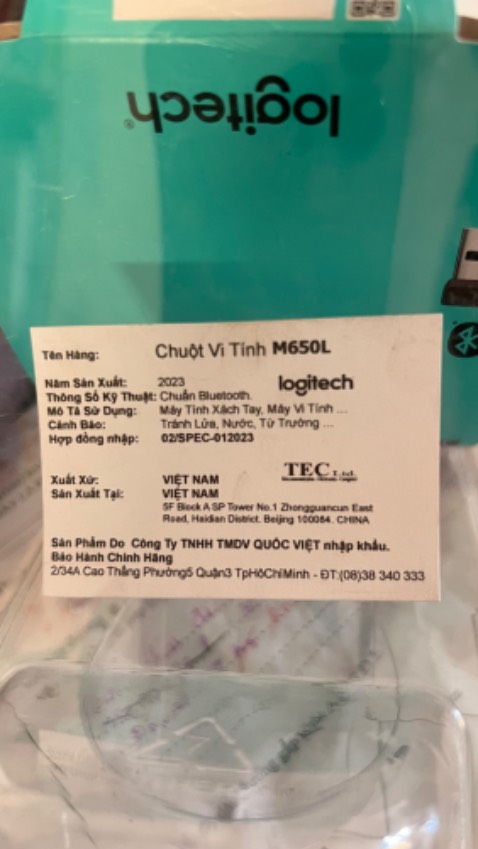 logitech
Tên Hàng: Chuột Vi Tính M650L
Năm Sản Xuất: 2023 logitech
Thông Số Kỹ Thuật: Chuẩn Bluetooth.
Mô Tả Sử Dụng: Máy Tính Xách Tay, Máy Vi Tính ...
Cảnh Báo: Tránh Lửa, Nước, Từ Trường ...
Hợp đồng nhập: 02/SPEC-012023
TEC Ltd.
Xuất Xứ: VIỆT NAM
Sản Xuất Tại: VIỆT NAM
5F Block A SP Tower No.1 Zhongguancun East
Road, Haidian District. Beijing 100084. CHINA
Sản Phẩm Do Công Ty TNHH TMDV QUỐC VIỆT nhập khẩu.
Bảo Hành Chính Hãng
2/34A Cao Thắng Phường5 Quận3 TpHồChíMinh - ĐT:(08)38 340 333